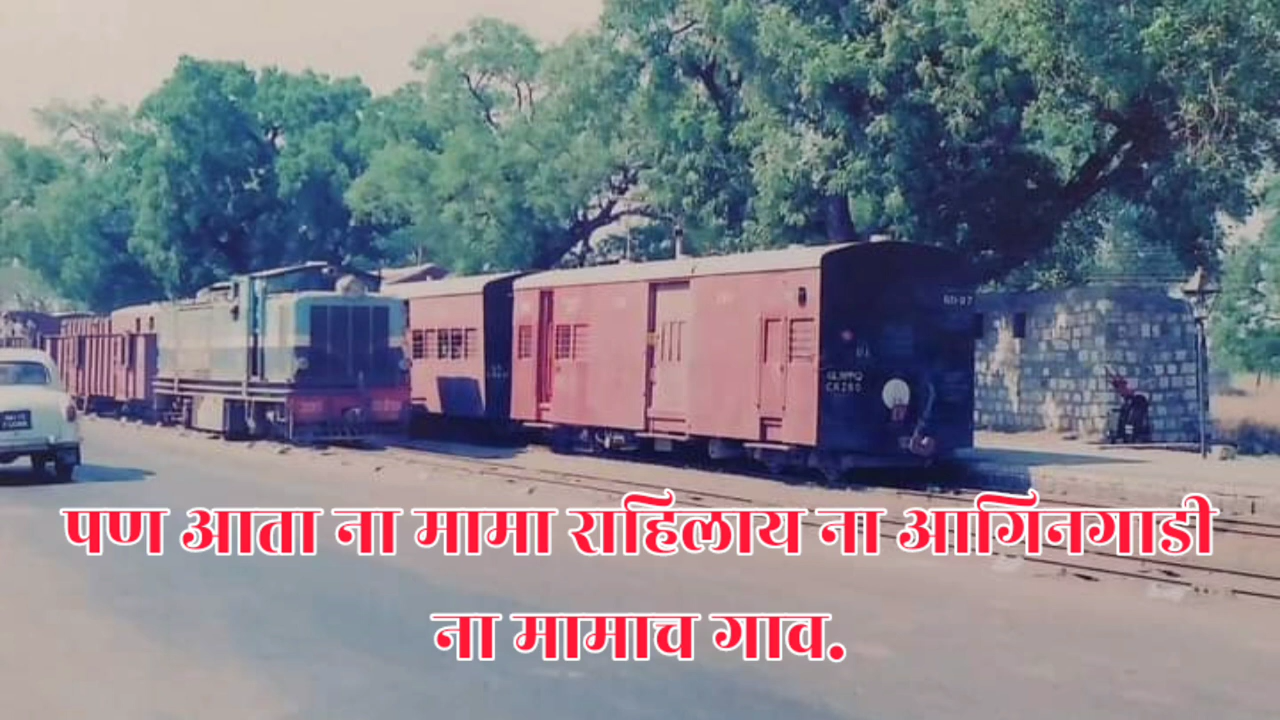 पण आता ना मामा राहिलाय ना आगिनगाडी
ना मामाच गाव.